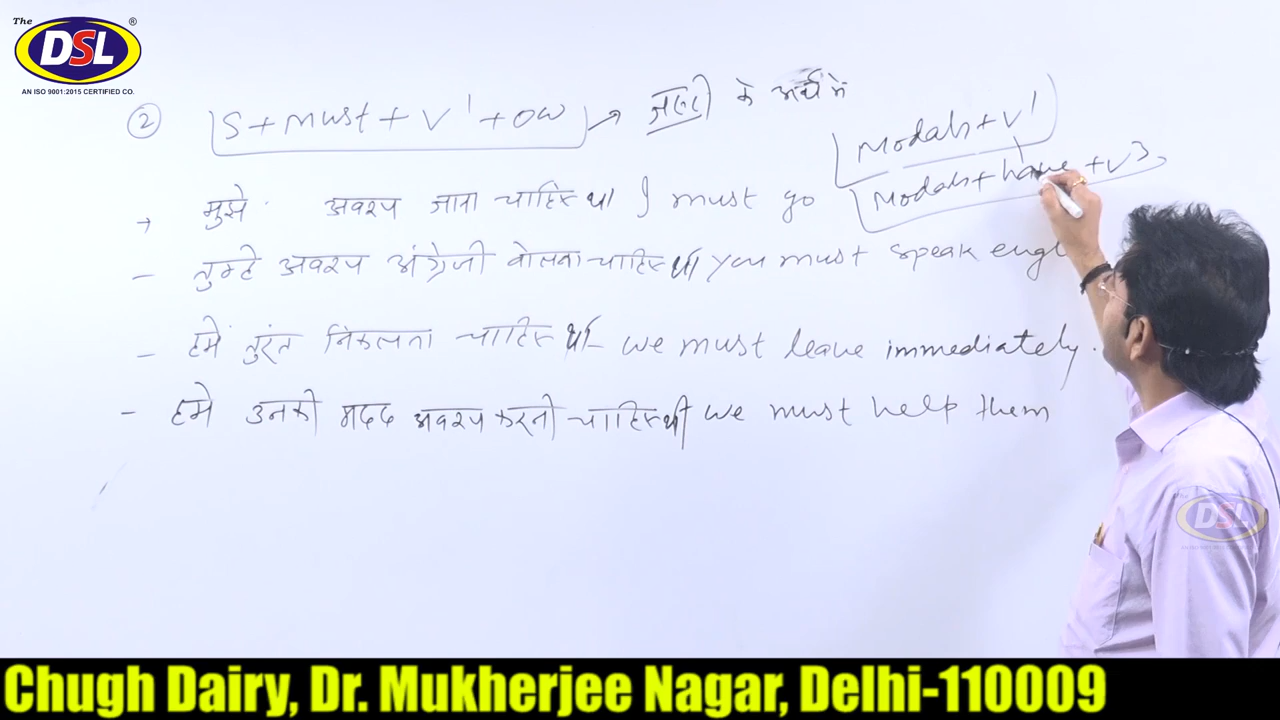 The
DSL
®
AN ISO 9001:2015 CERTIFIED CO.
② S + must + V¹ + OW → जरूरी के अर्थ में
Modals + V¹
Modals + have + V³
→ मुझे अवश्य जाना चाहिए था I must go
- तुम्हे अवश्य अंग्रेजी बोलना चाहिए था You must speak engl
- हमें तुरंत निकलना चाहिए था we must leave immediately.
- हमे उनकी मदद अवश्य करनी चाहिए थी we must help them
DSL
Chugh Dairy, Dr. Mukherjee Nagar, Delhi-110009